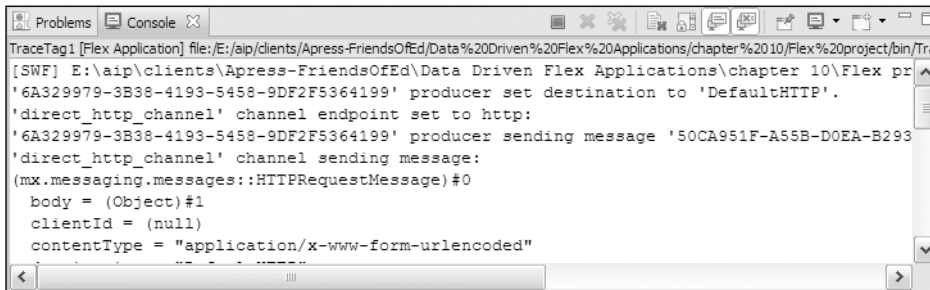 Problems Console
TraceTag1 [Flex Application] file:/E:/aip/clients/Apress-FriendsOfEd/Data%20Driven%20Flex%20Applications/chapter%2010/Flex%20project/bin/Tra
[SWF] E:\aip\clients\Apress-FriendsOfEd\Data Driven Flex Applications\chapter 10\Flex pr
'6A329979-3B38-4193-5458-9DF2F5364199' producer set destination to 'DefaultHTTP'.
'direct_http_channel' channel endpoint set to http:
'6A329979-3B38-4193-5458-9DF2F5364199' producer sending message '50CA951F-A55B-D0EA-B293
'direct_http_channel' channel sending message:
(mx.messaging.messages::HTTPRequestMessage)#0
body = (Object)#1
clientId = (null)
contentType = "application/x-www-form-urlencoded"